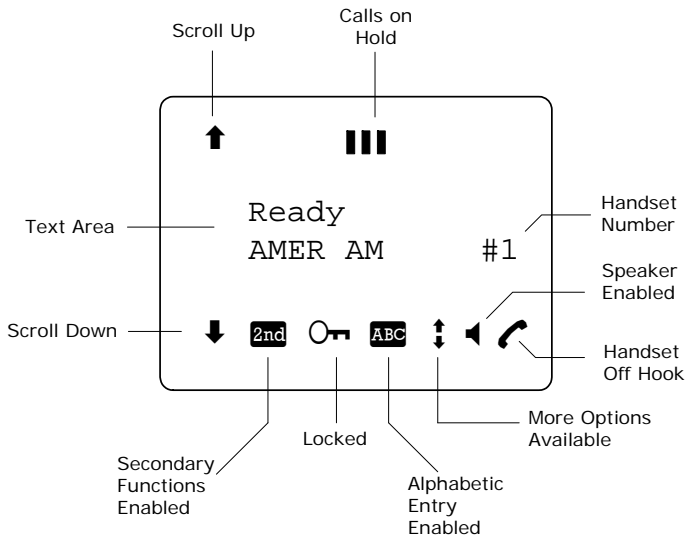 Scroll Up
Calls on
Hold
Text Area
Ready
AMER AM
#1
Handset
Number
Speaker
Enabled
Scroll Down
2nd
ABC
Handset
Off Hook
More Options
Available
Locked
Secondary
Functions
Enabled
Alphabetic
Entry
Enabled